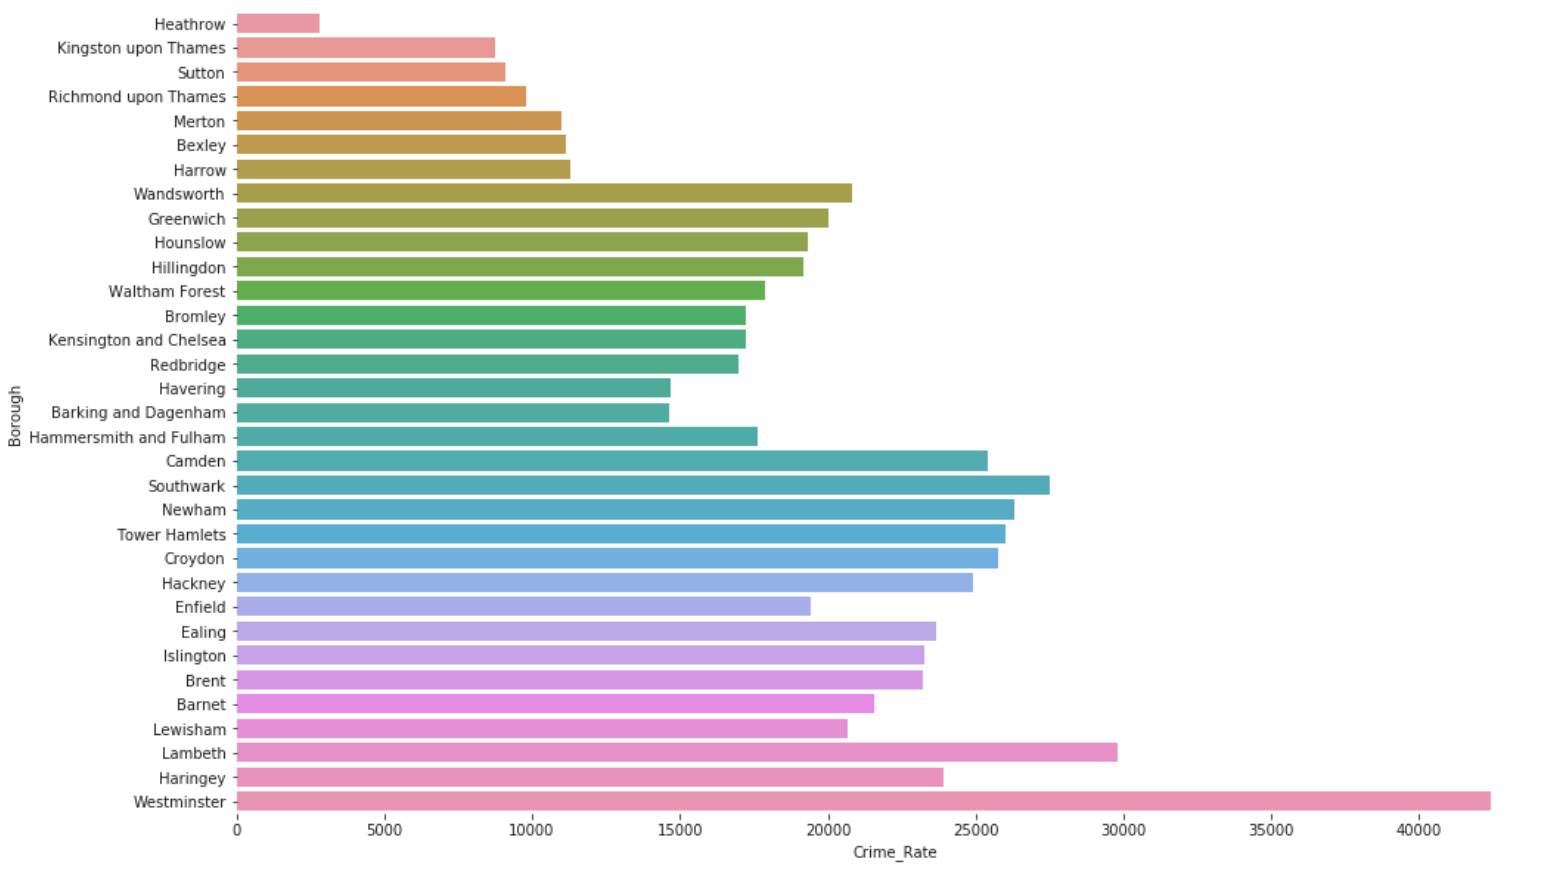 Heathrow
Kingston upon Thames
Sutton
Richmond upon Thames
Merton
Bexley
Harrow
Wandsworth
Greenwich
Hounslow
Hillingdon
Waltham Forest
Bromley
Kensington and Chelsea
Redbridge
Havering
Barking and Dagenham
Hammersmith and Fulham
Camden
Southwark
Newham
Tower Hamlets
Croydon
Hackney
Enfield
Ealing
Islington
Brent
Barnet
Lewisham
Lambeth
Haringey
Westminster
Borough
0 5000 10000 15000 20000 25000 30000 35000 40000
Crime_Rate